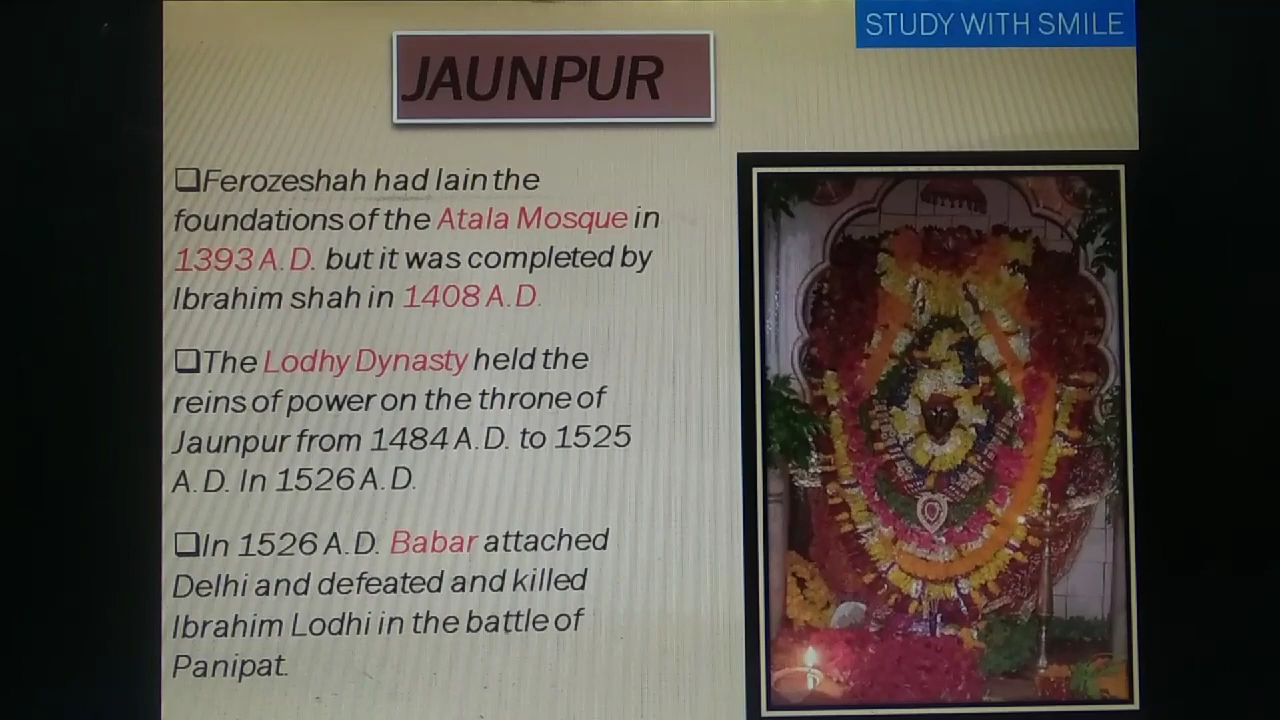 STUDY WITH SMILE
JAUNPUR
❑Ferozeshah had lain the
foundations of the Atala Mosque in
1393 A.D. but it was completed by
Ibrahim shah in 1408 A.D.
❑The Lodhy Dynasty held the
reins of power on the throne of
Jaunpur from 1484 A.D. to 1525
A.D. In 1526 A.D.
❑In 1526 A.D. Babar attached
Delhi and defeated and killed
Ibrahim Lodhi in the battle of
Panipat.